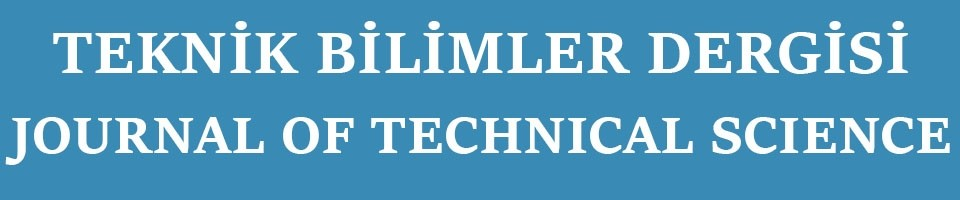 TEKNİK BİLİMLER DERGİSİ
JOURNAL OF TECHNICAL SCIENCE